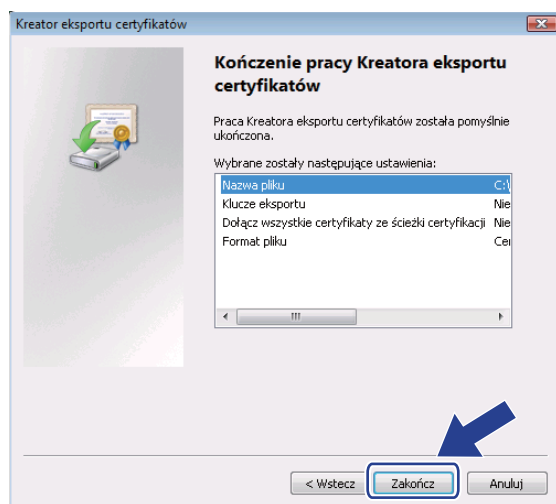 Kreator eksportu certyfikatów
Kończenie pracy Kreatora eksportu
certyfikatów
Praca Kreatora eksportu certyfikatów została pomyślnie
ukończona.
Wybrane zostały następujące ustawienia:
Nazwa pliku C:\
Klucze eksportu Nie
Dołącz wszystkie certyfikaty ze ścieżki certyfikacji Nie
Format pliku
< Wstecz Zakończ Anuluj